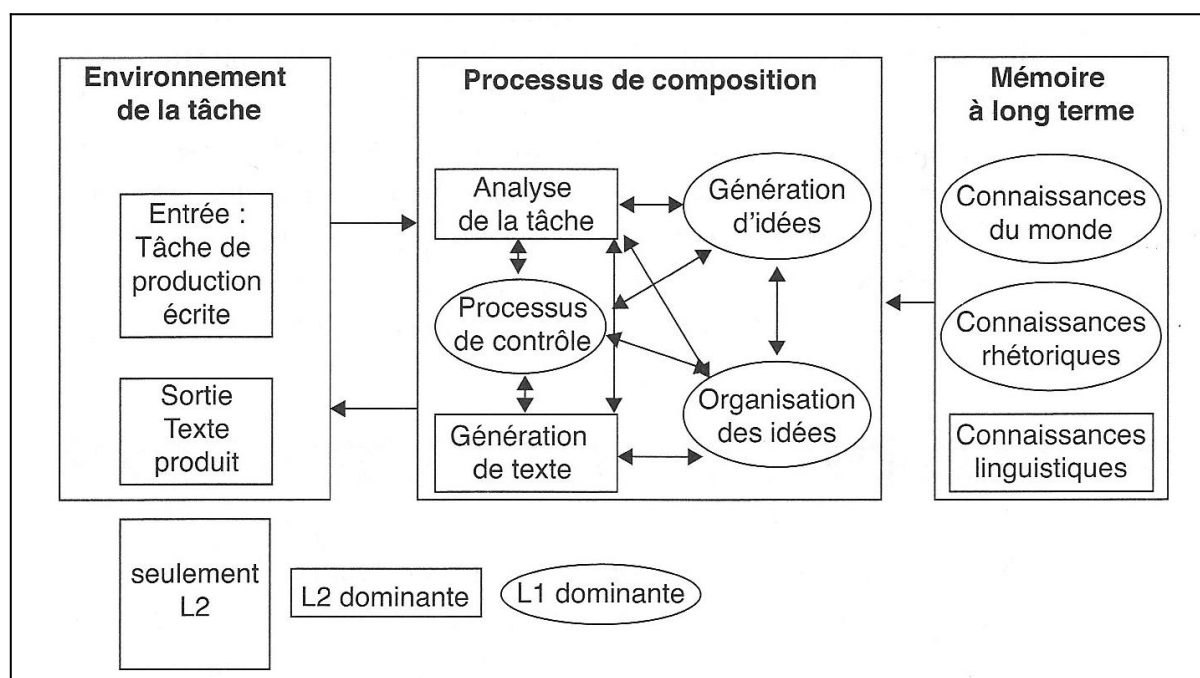 Environnement
de la tâche
Entrée :
Tâche de
production
écrite
Sortie
Texte
produit
Processus de composition
Analyse
de la tâche
Génération
d'idées
Processus
de contrôle
Organisation
des idées
Génération
de texte
Mémoire
à long terme
Connaissances
du monde
Connaissances
rhétoriques
Connaissances
linguistiques
seulement
L2
L2 dominante
L1 dominante